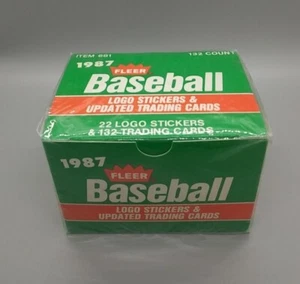 ITEM 691 132 COUNT
1987
FLEER
Baseball
LOGO STICKERS &
UPDATED TRADING CARDS
22 LOGO STICKERS
& 132 TRADING CARDS
1987
FLEER
Baseball
LOGO STICKERS &
UPDATED TRADING CARDS